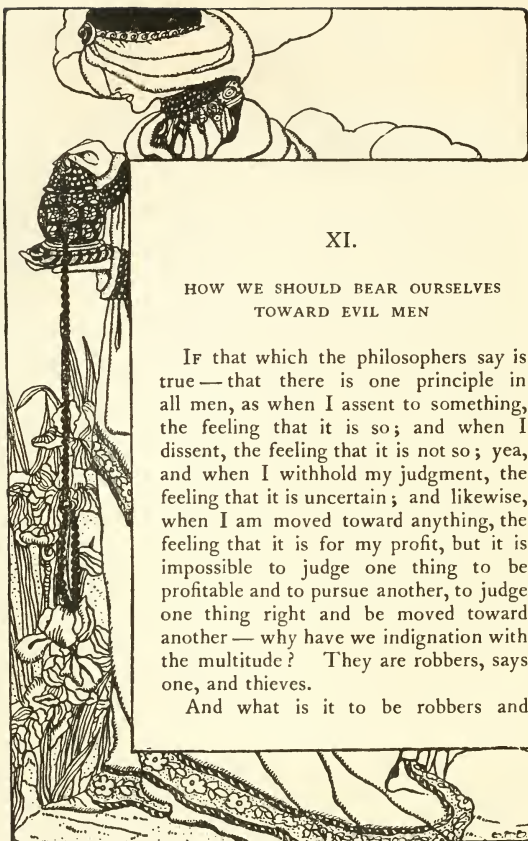 XI.
HOW WE SHOULD BEAR OURSELVES
TOWARD EVIL MEN
IF that which the philosophers say is
true — that there is one principle in
all men, as when I assent to something,
the feeling that it is so; and when I
dissent, the feeling that it is not so; yea,
and when I withhold my judgment, the
feeling that it is uncertain; and likewise,
when I am moved toward anything, the
feeling that it is for my profit, but it is
impossible to judge one thing to be
profitable and to pursue another, to judge
one thing right and be moved toward
another — why have we indignation with
the multitude? They are robbers, says
one, and thieves.
And what is it to be robbers and